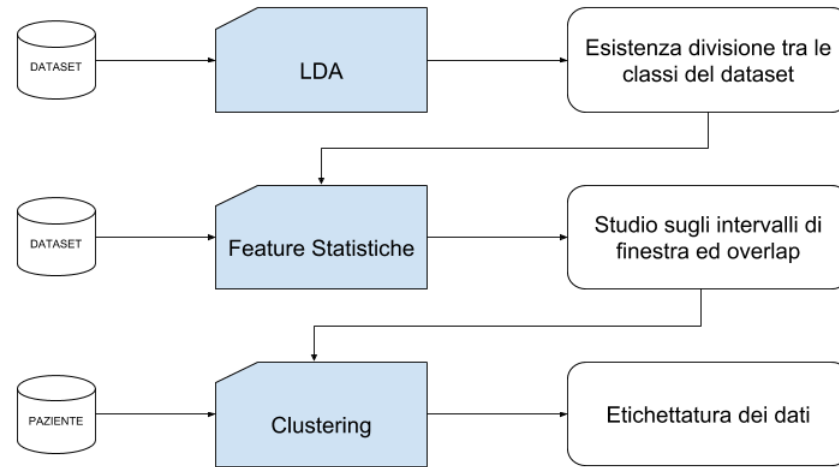 DATASET
LDA
Esistenza divisione tra le
classi del dataset
DATASET
Feature Statistiche
Studio sugli intervalli di
finestra ed overlap
PAZIENTE
Clustering
Etichettatura dei dati